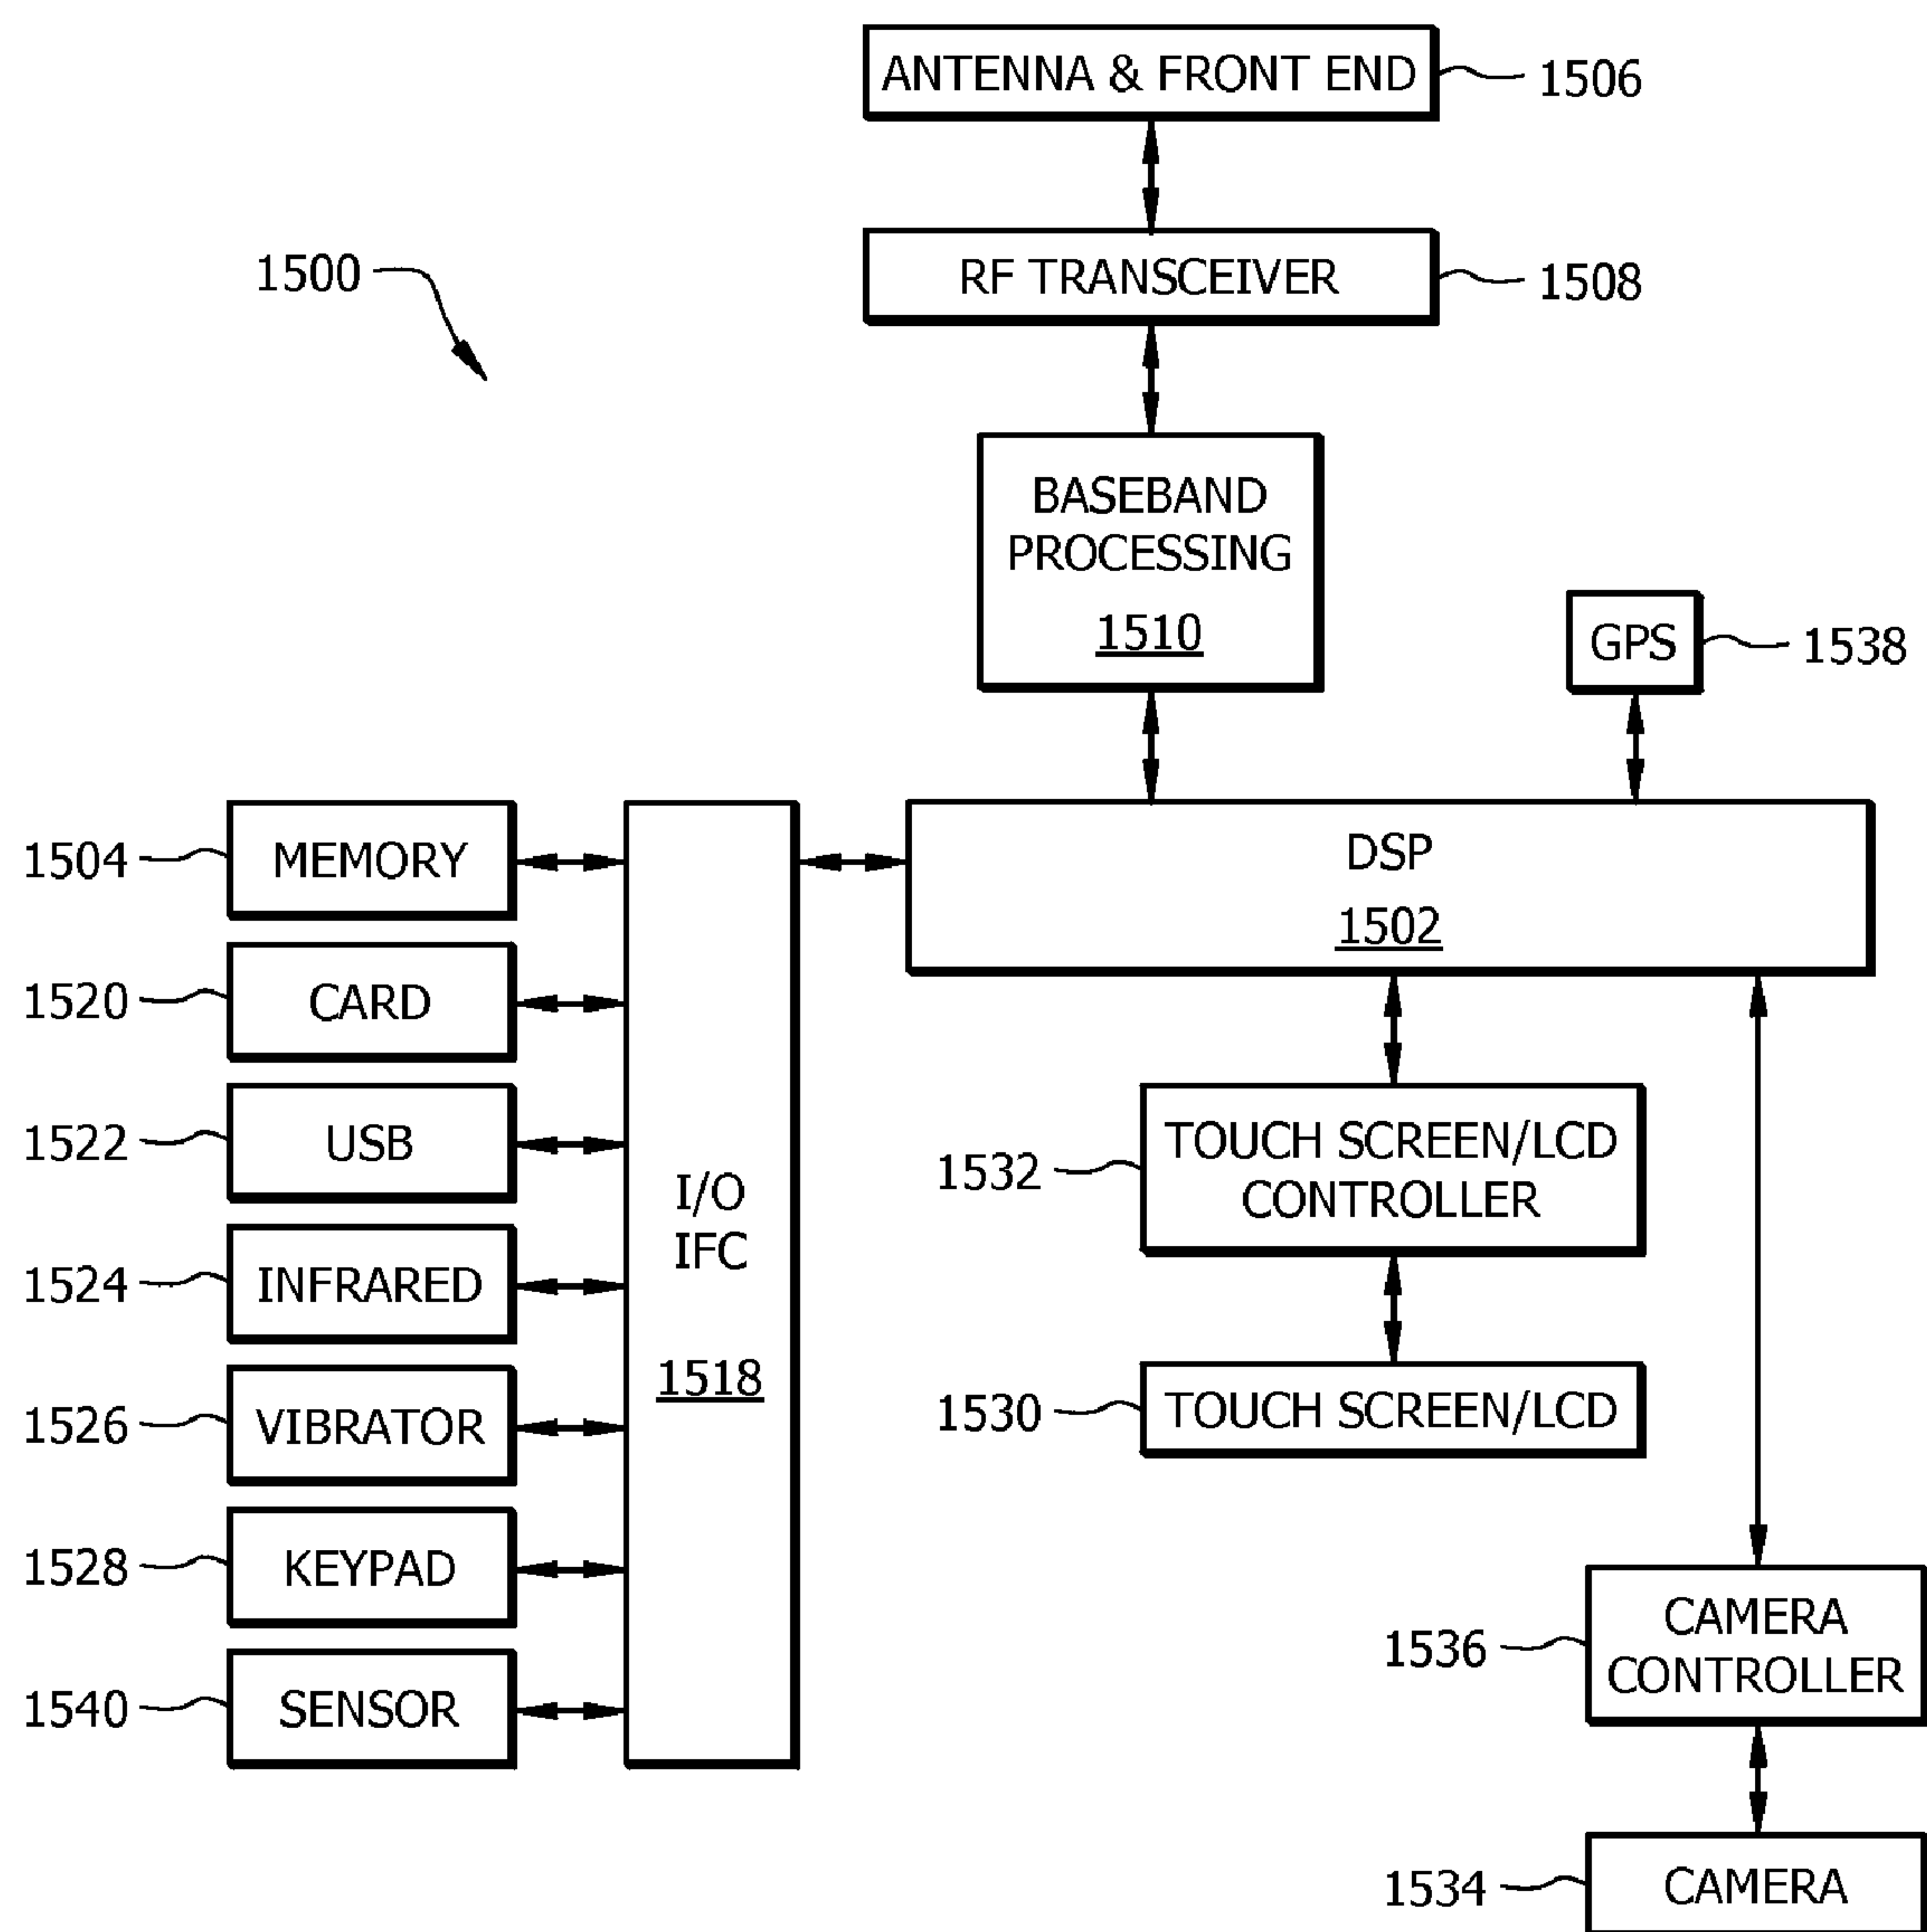 ANTENNA & FRONT END
1506
1500
RF TRANSCEIVER
1508
BASEBAND
PROCESSING
1510
GPS
1538
1504
MEMORY
DSP
1502
1520
CARD
1522
USB
I/O
IFC
1518
1532
TOUCH SCREEN/LCD
CONTROLLER
1524
INFRARED
1526
VIBRATOR
1530
TOUCH SCREEN/LCD
1528
KEYPAD
1536
CAMERA
CONTROLLER
1540
SENSOR
1534
CAMERA